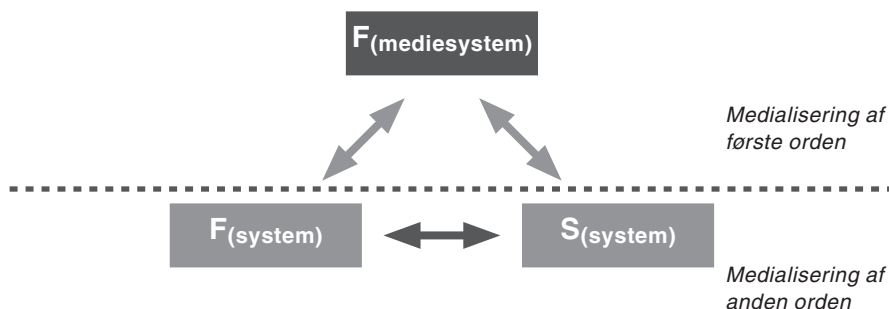 F(mediesystem)
Medialisering af
første orden
F(system)
S(system)
Medialisering af
anden orden